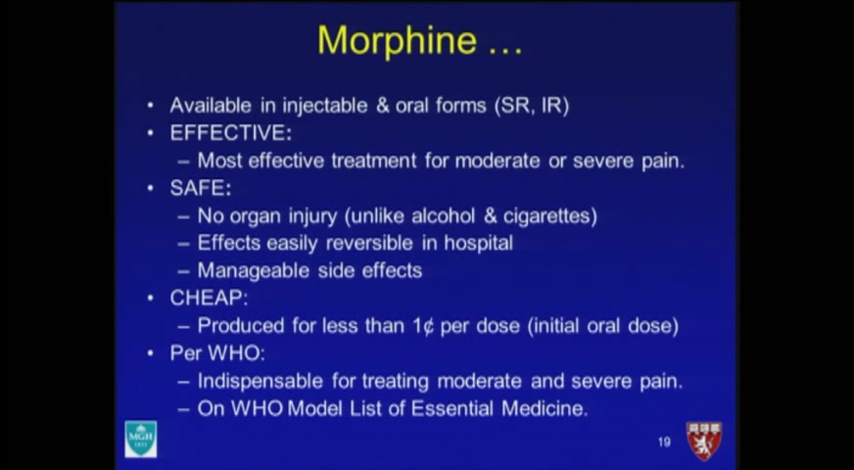 Morphine …
• Available in injectable & oral forms (SR, IR)
• EFFECTIVE:
– Most effective treatment for moderate or severe pain.
• SAFE:
– No organ injury (unlike alcohol & cigarettes)
– Effects easily reversible in hospital
– Manageable side effects
• CHEAP:
– Produced for less than 1¢ per dose (initial oral dose)
• Per WHO:
– Indispensable for treating moderate and severe pain.
– On WHO Model List of Essential Medicine.
MGH
1811
19